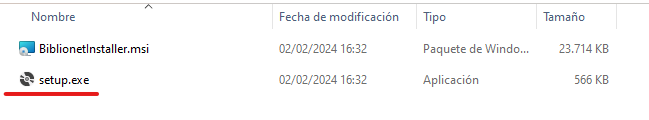 Nombre Fecha de modificación Tipo Tamaño
BiblionetInstaller.msi 02/02/2024 16:32 Paquete de Windo... 23.714 KB
setup.exe 02/02/2024 16:32 Aplicación 566 KB